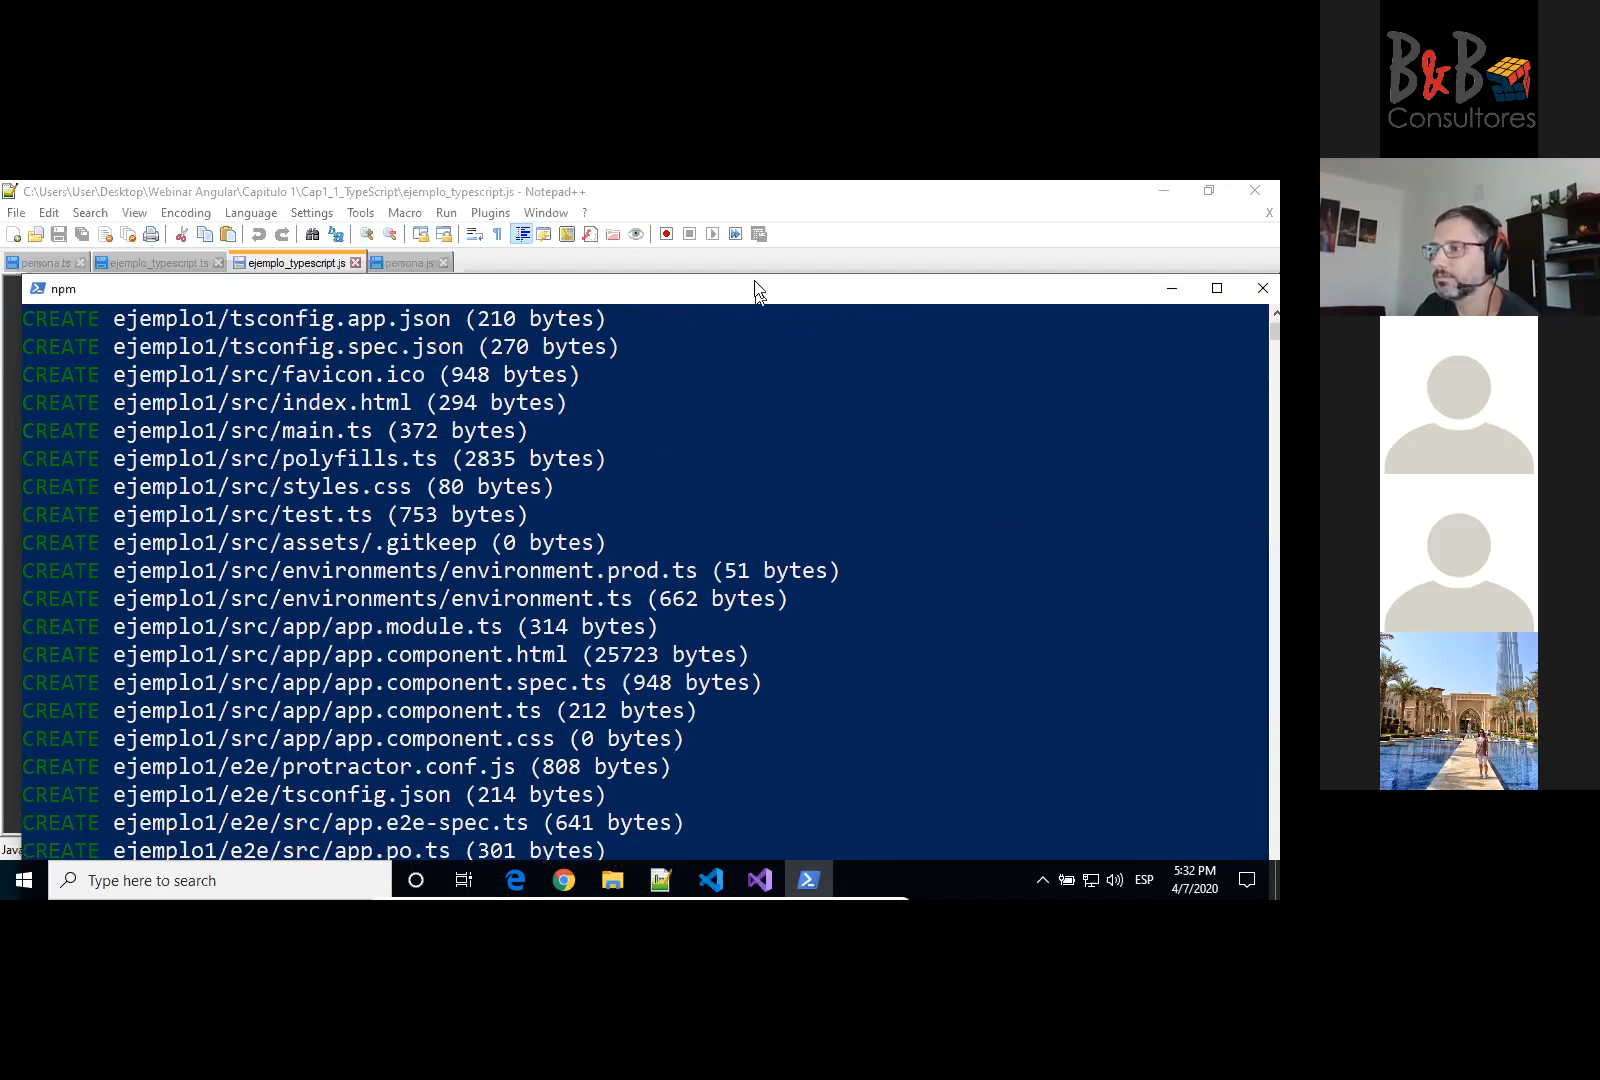 B&B
Consultores
C:\Users\User\Desktop\Webinar Angular\Capitulo 1\Cap1_1_TypeScript\ejemplo_typescript.js - Notepad++
File Edit Search View Encoding Language Settings Tools Macro Run Plugins Window ? X
persona.ts ejemplo_typescript.ts ejemplo_typescript.js persona.js
npm
CREATE ejemplo1/tsconfig.app.json (210 bytes)
CREATE ejemplo1/tsconfig.spec.json (270 bytes)
CREATE ejemplo1/src/favicon.ico (948 bytes)
CREATE ejemplo1/src/index.html (294 bytes)
CREATE ejemplo1/src/main.ts (372 bytes)
CREATE ejemplo1/src/polyfills.ts (2835 bytes)
CREATE ejemplo1/src/styles.css (80 bytes)
CREATE ejemplo1/src/test.ts (753 bytes)
CREATE ejemplo1/src/assets/.gitkeep (0 bytes)
CREATE ejemplo1/src/environments/environment.prod.ts (51 bytes)
CREATE ejemplo1/src/environments/environment.ts (662 bytes)
CREATE ejemplo1/src/app/app.module.ts (314 bytes)
CREATE ejemplo1/src/app/app.component.html (25723 bytes)
CREATE ejemplo1/src/app/app.component.spec.ts (948 bytes)
CREATE ejemplo1/src/app/app.component.ts (212 bytes)
CREATE ejemplo1/src/app/app.component.css (0 bytes)
CREATE ejemplo1/e2e/protractor.conf.js (808 bytes)
CREATE ejemplo1/e2e/tsconfig.json (214 bytes)
CREATE ejemplo1/e2e/src/app.e2e-spec.ts (641 bytes)
CREATE ejemplo1/e2e/src/app.po.ts (301 bytes)
Java
Type here to search
ESP
5:32 PM
4/7/2020